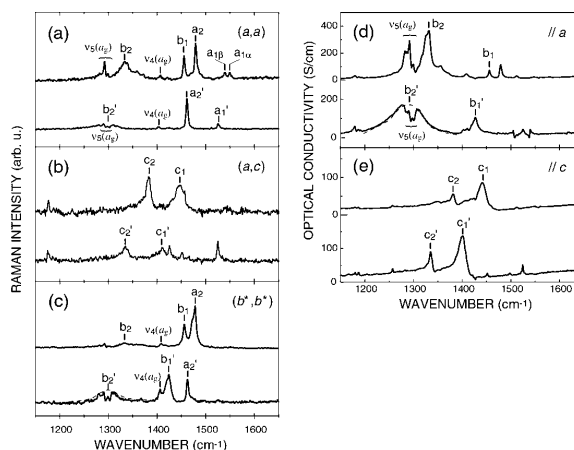 RAMAN INTENSITY (arb. u.)
(a) (a,a)
ν5(ag) b2 ν4(ag) b1 a2 a1β a1α
b2' ν5(ag) ν4(ag) a2' a1'
(b) (a,c)
c2 c1
c2' c1'
(c) (b*,b*)
b2 ν4(ag) b1 a2
b2' ν4(ag) b1' a2'
1200 1300 1400 1500 1600
WAVENUMBER (cm-1)
OPTICAL CONDUCTIVITY (S/cm)
(d) // a
ν5(ag) b2 b1
200
0
b2' ν5(ag) b1'
200
0
(e) // c
c2 c1
100
0
c2' c1'
100
0
1200 1300 1400 1500 1600
WAVENUMBER (cm-1)